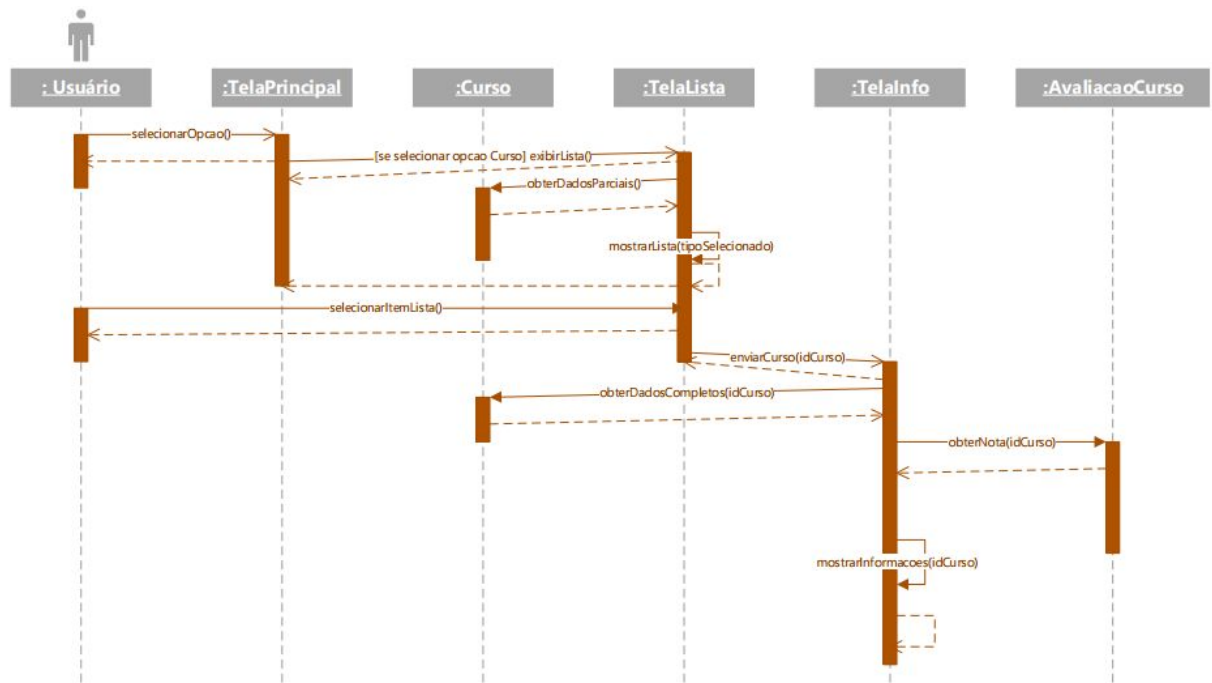 : Usuário
:TelaPrincipal
:Curso
:TelaLista
:TelaInfo
:AvaliacaoCurso
selecionarOpcao()
[se selecionar opcao Curso] exibirLista()
obterDadosParciais()
mostrarLista(tipoSelecionado)
selecionarItemLista()
enviarCurso(idCurso)
obterDadosCompletos(idCurso)
obterNota(idCurso)
mostrarInformacoes(idCurso)